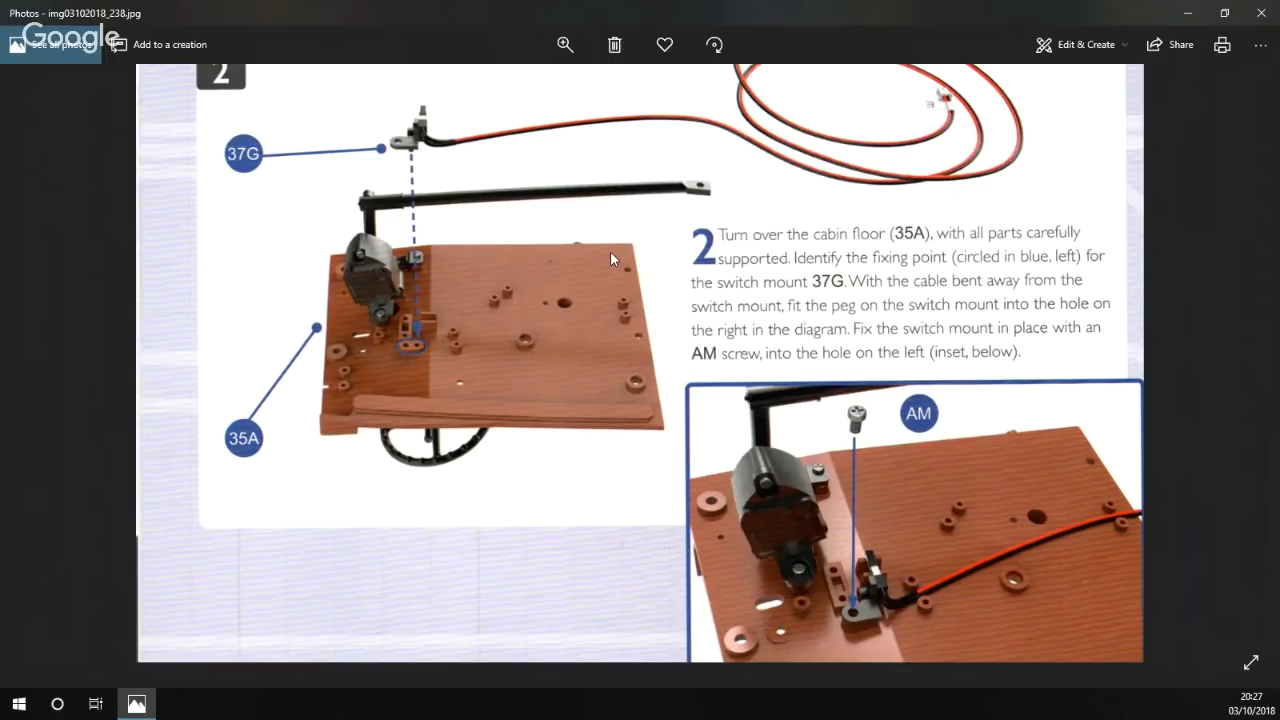 Photos - img03102018_238.jpg
Google
See all photos
Add to a creation
Edit & Create
Share
2
37G
2 Turn over the cabin floor (35A), with all parts carefully
supported. Identify the fixing point (circled in blue, left) for
the switch mount 37G. With the cable bent away from the
switch mount, fit the peg on the switch mount into the hole on
the right in the diagram. Fix the switch mount in place with an
AM screw, into the hole on the left (inset, below).
35A
AM
20:27
03/10/2018